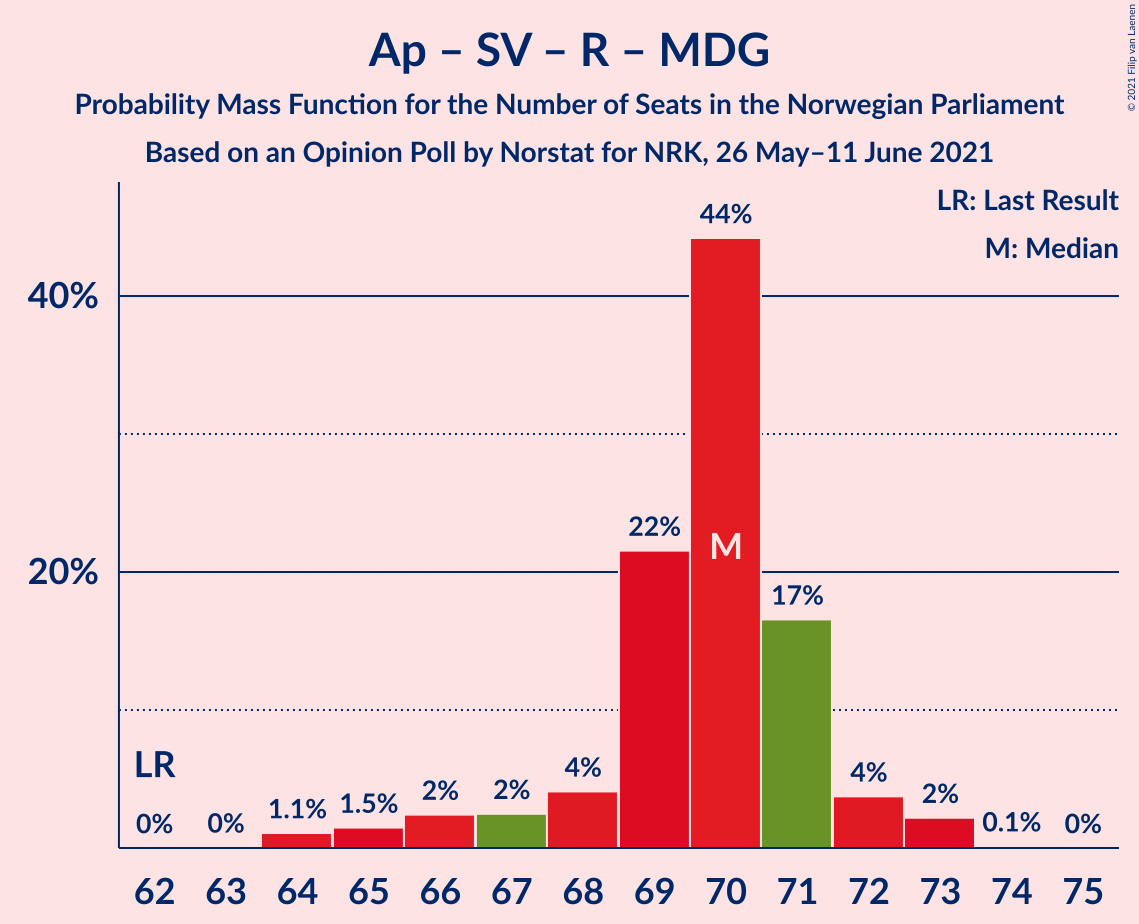 Ap – SV – R – MDG
Probability Mass Function for the Number of Seats in the Norwegian Parliament
Based on an Opinion Poll by Norstat for NRK, 26 May–11 June 2021
© 2021 Filip van Laenen
LR: Last Result
M: Median
44%
40%
22%
M
20%
17%
LR
0% 0% 1.1% 1.5% 2% 2% 4% 4% 2% 0.1% 0%
62 63 64 65 66 67 68 69 70 71 72 73 74 75